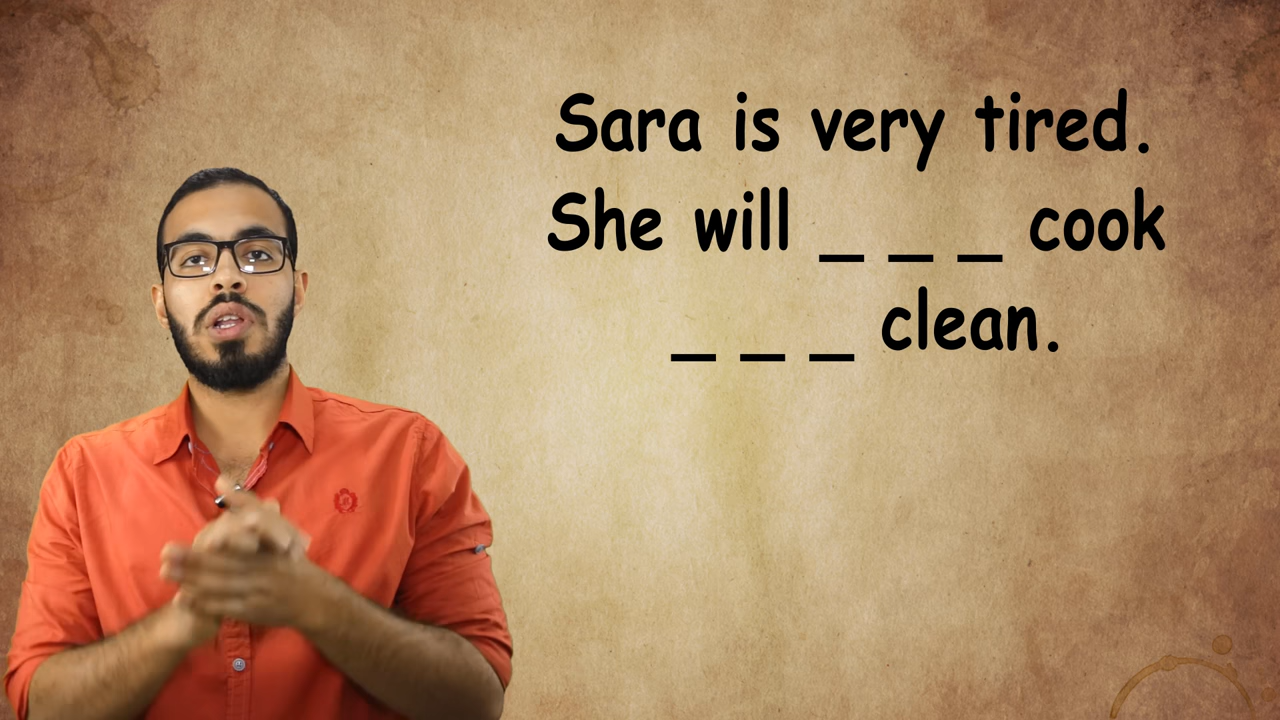 Sara is very tired.
She will _ _ _ cook
_ _ _ clean.